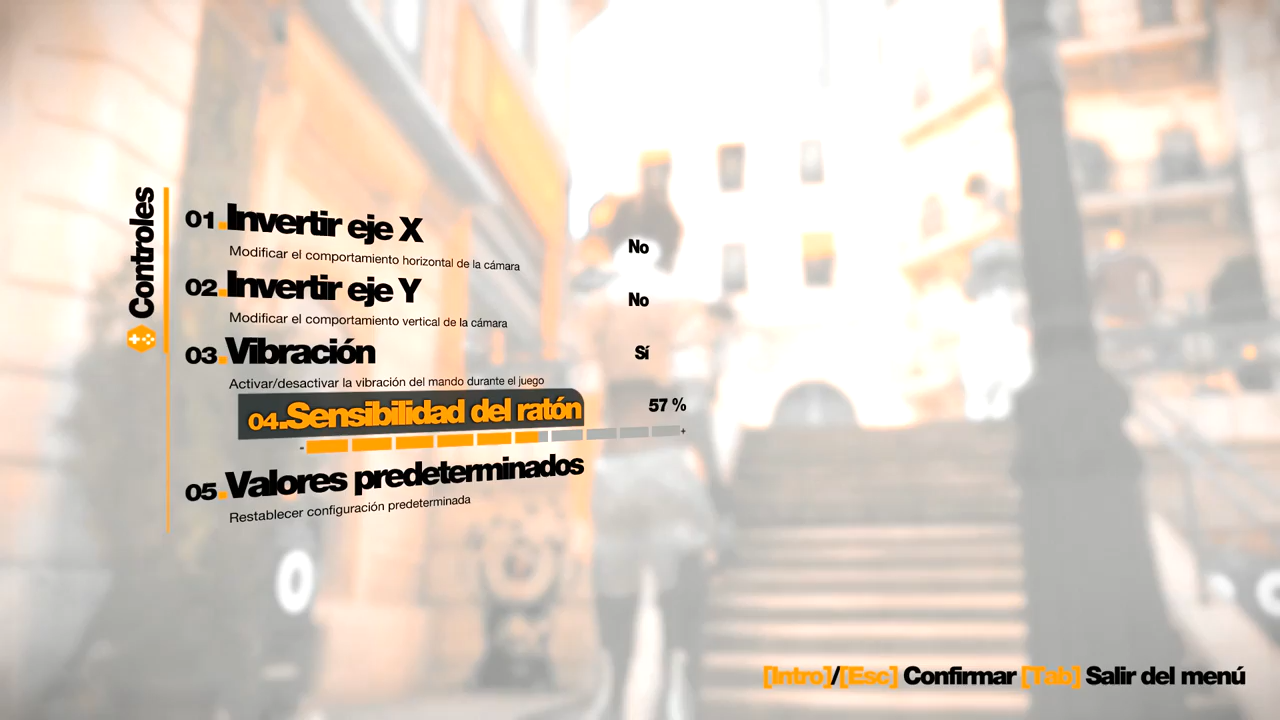 Controles
01.Invertir eje X
No
Modificar el comportamiento horizontal de la cámara
02.Invertir eje Y
No
Modificar el comportamiento vertical de la cámara
03.Vibración
Sí
Activar/desactivar la vibración del mando durante el juego
04.Sensibilidad del ratón
57 %
- +
05.Valores predeterminados
Restablecer configuración predeterminada
[Intro]/[Esc] Confirmar [Tab] Salir del menú